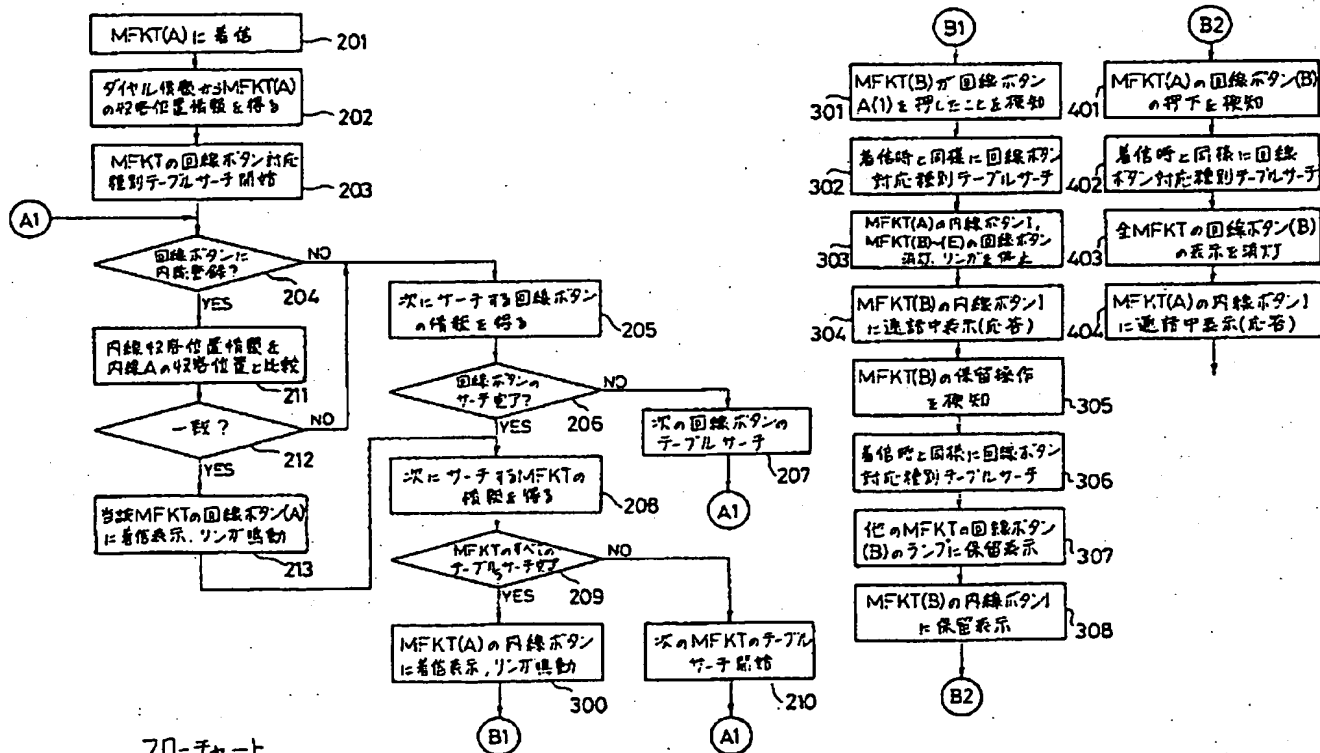 MFKT(A)に着信
201
ダイヤル情報からMFKT(A)
の収容位置情報を得る
202
MFKTの回線ボタン対応
種別テーブルサーチ開始
203
A1
回線ボタンに
内線登録?
NO
204
YES
内線収容位置情報を
内線Aの収容位置と比較
211
一致?
NO
212
YES
当該MFKTの回線ボタン(A)
に着信表示,リンガ鳴動
213
次にサーチする回線ボタン
の情報を得る
205
回線ボタンの
サーチ完了?
NO
206
YES
次の回線ボタンの
テーブルサーチ
207
A1
次にサーチするMFKTの
情報を得る
208
MFKTのすべての
テーブルサーチ完了
NO
209
YES
MFKT(A)の内線ボタン
に着信表示,リンガ鳴動
300
B1
次のMFKTのテーブル
サーチ開始
210
A1
B1
MFKT(B)が回線ボタン
A(1)を押したことを検知
301
着信時と同様に回線ボタン
対応種別テーブルサーチ
302
MFKT(A)の内線ボタン1,
MFKT(B)~(E)の回線ボタン
消灯,リンガを停止
303
MFKT(B)の内線ボタン1
に通話中表示(応答)
304
MFKT(B)の保留操作
を検知
305
着信時と同様に回線ボタン
対応種別テーブルサーチ
306
他のMFKTの回線ボタン
(B)のランプに保留表示
307
MFKT(B)の内線ボタン1
に保留表示
308
B2
B2
MFKT(A)の回線ボタン(B)
の押下を検知
401
着信時と同様に回線
ボタン対応種別テーブルサーチ
402
全MFKTの回線ボタン(B)
の表示を消灯
403
MFKT(A)の内線ボタン1
に通話中表示(応答)
404
フローチャート